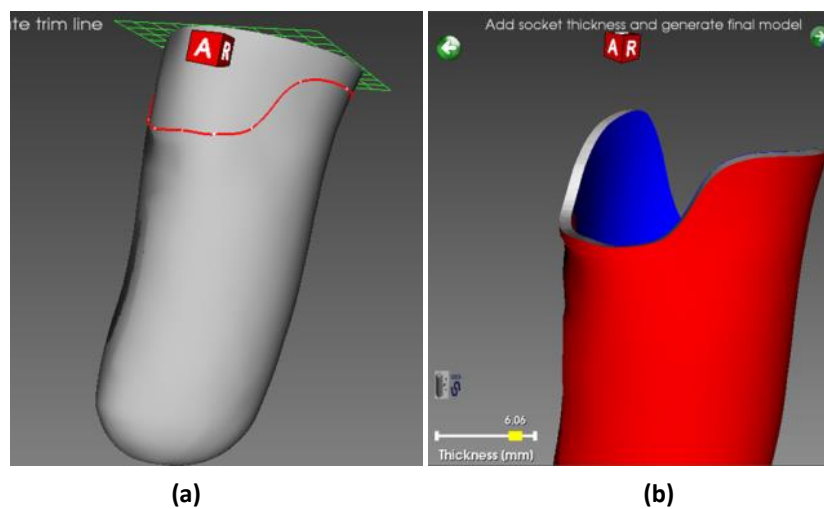 te trim line
A R
Add socket thickness and generate final model
A R
6.06
Thickness (mm)
(a)
(b)